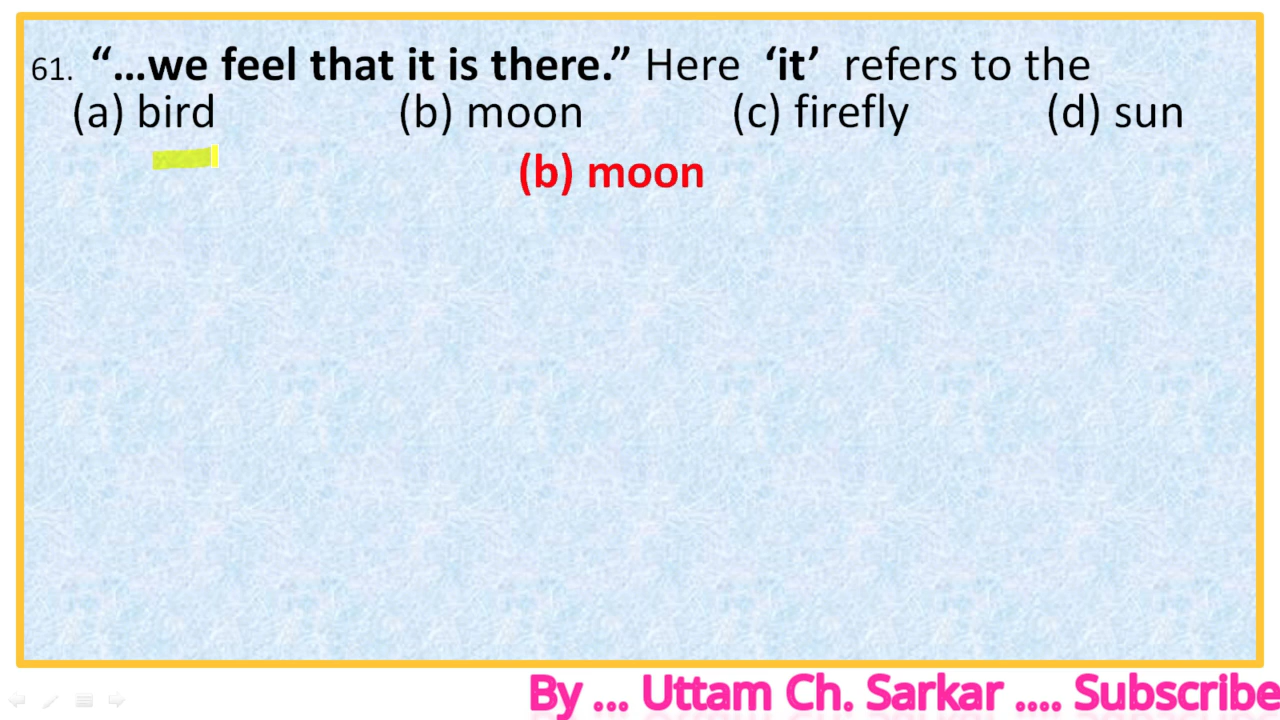 61. “...we feel that it is there.” Here ‘it’ refers to the
(a) bird (b) moon (c) firefly (d) sun
(b) moon
By ... Uttam Ch. Sarkar .... Subscribe